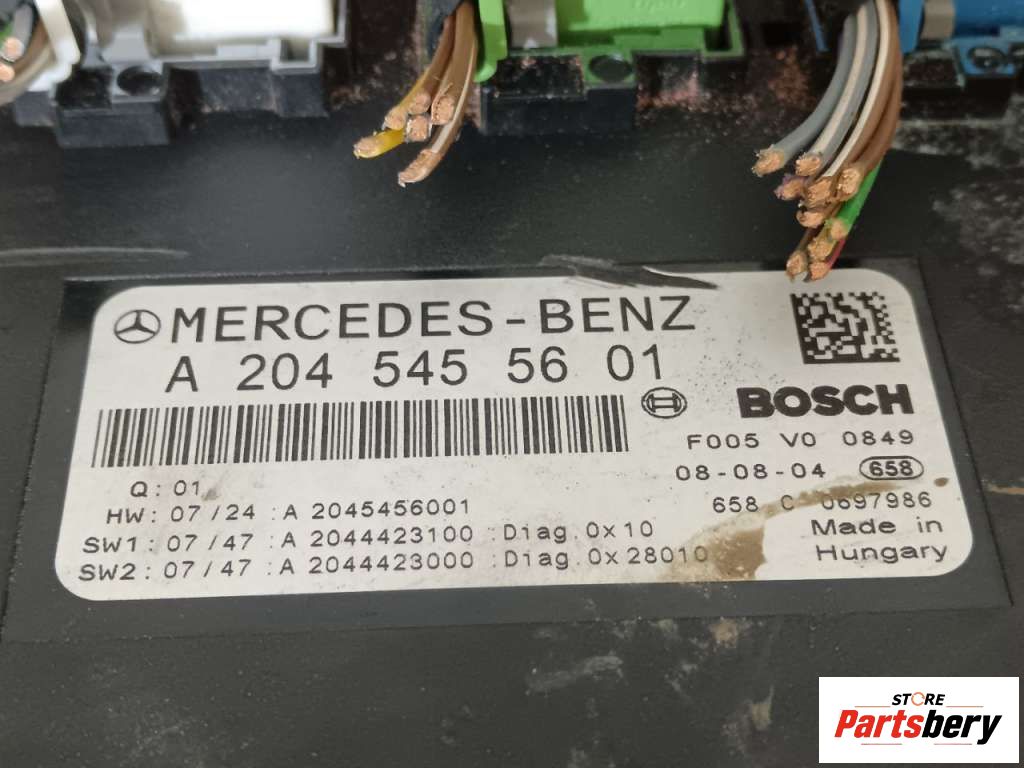 MERCEDES-BENZ
A 204 545 56 01
BOSCH
F005 V0 0849
08-08-04 658
658 C 0697986
Made in
Hungary
Q: 01
HW: 07/24 :A 2045456001
SW1: 07/47 :A 2044423100 :Diag.0x10
SW2: 07/47 :A 2044423000 :Diag.0x28010
STORE
Partsbery